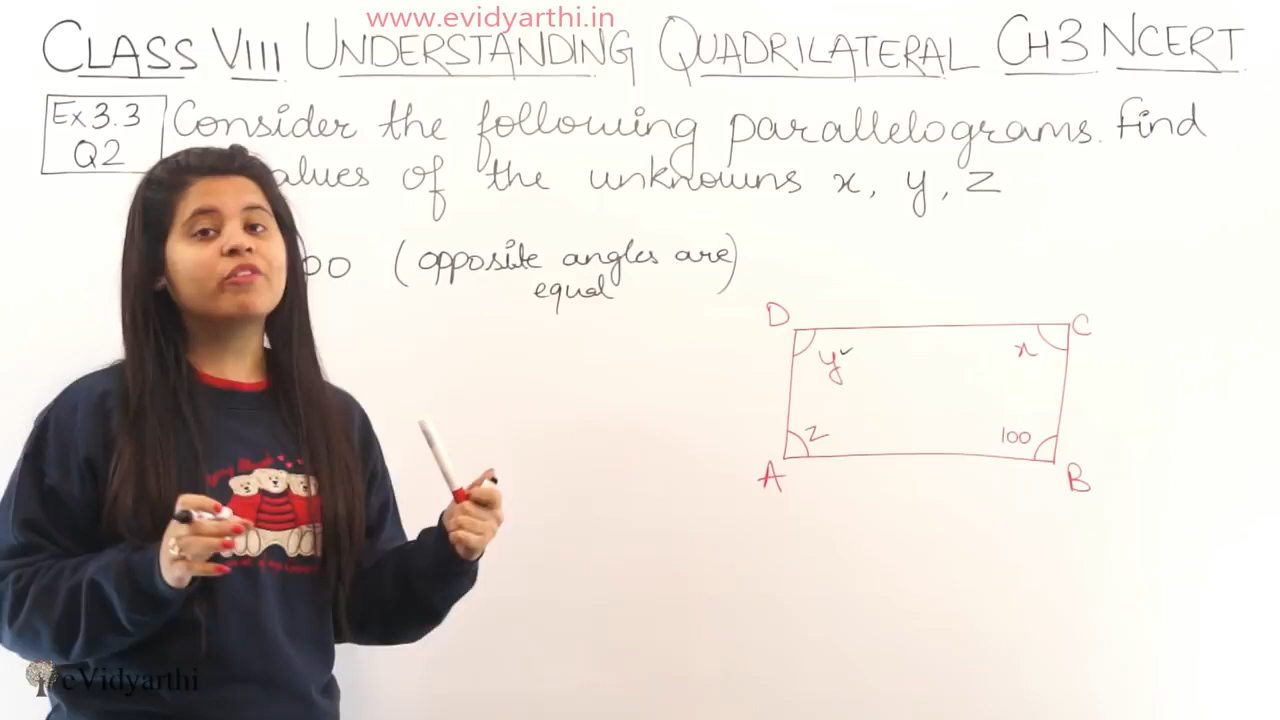 www.evidyarthi.in
CLASS VIII UNDERSTANDING QUADRILATERAL CH3 NCERT
Ex 3.3
Q2
Consider the following parallelograms. Find
alues of the unknowns x, y, z
00 (opposite angles are
equal)
D
C
y
x
z
100
A
B
eVidyarthi